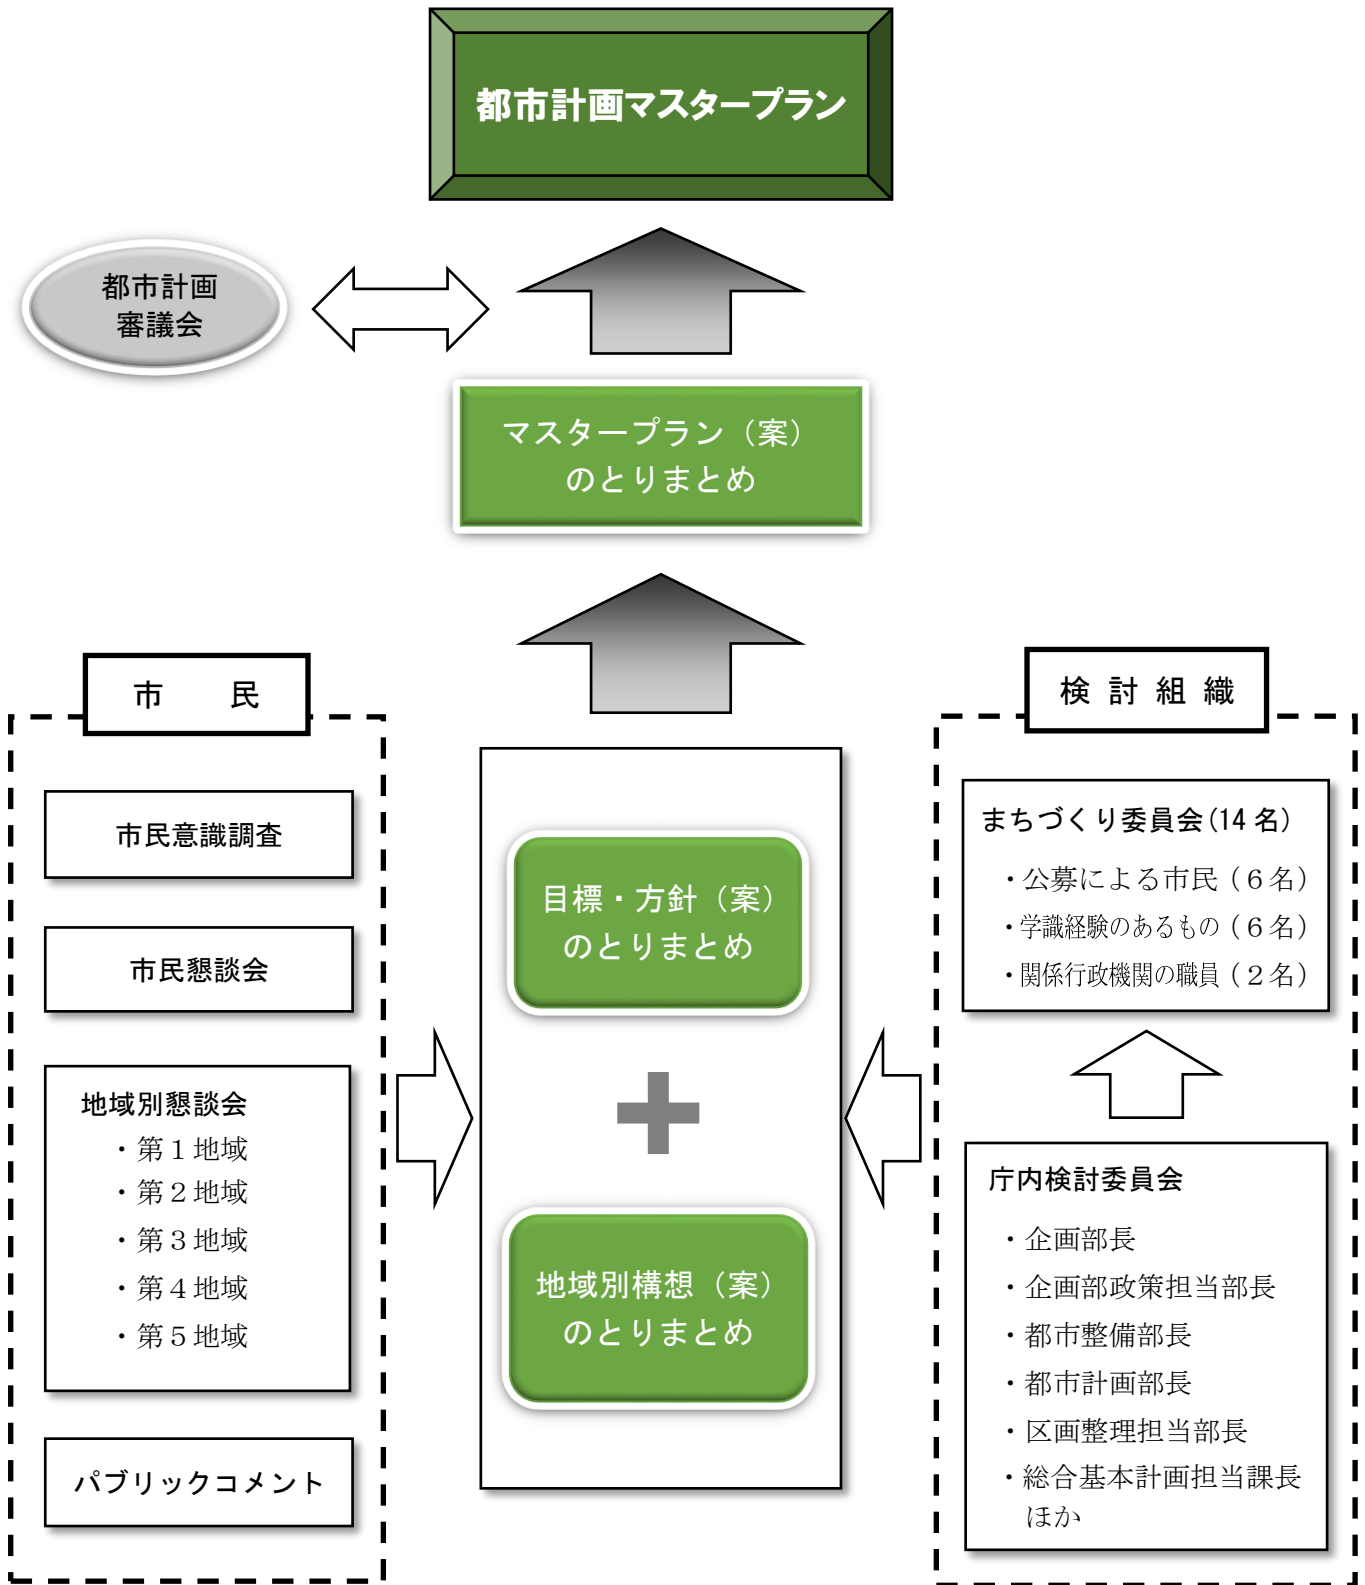 都市計画マスタープラン
都市計画
審議会
マスタープラン（案）
のとりまとめ
市　　民
市民意識調査
市民懇談会
地域別懇談会
・第１地域
・第２地域
・第３地域
・第４地域
・第５地域
パブリックコメント
目標・方針（案）
のとりまとめ
地域別構想（案）
のとりまとめ
検 討 組 織
まちづくり委員会(14 名)
・公募による市民（６名）
・学識経験のあるもの（６名）
・関係行政機関の職員（２名）
庁内検討委員会
・企画部長
・企画部政策担当部長
・都市整備部長
・都市計画部長
・区画整理担当部長
・総合基本計画担当課長
ほか